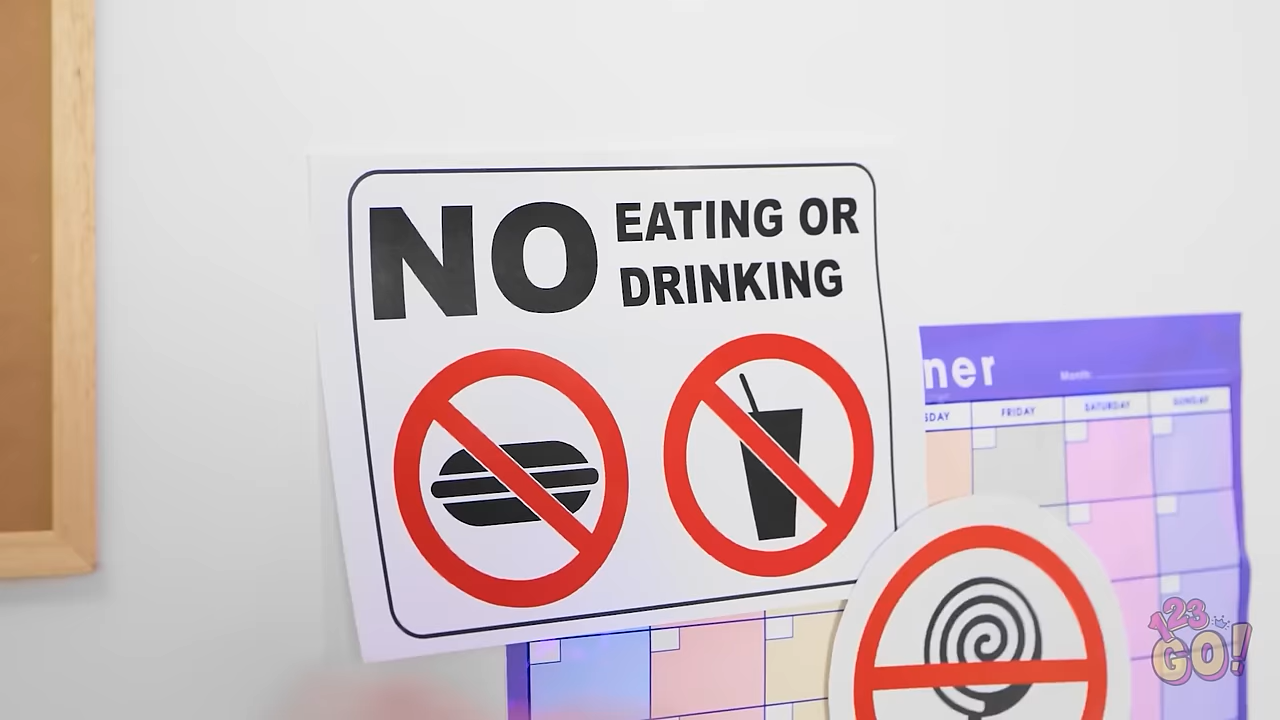 NO EATING OR
DRINKING
ner
Month:
SDAY FRIDAY SATURDAY SUNDAY
123
GO!